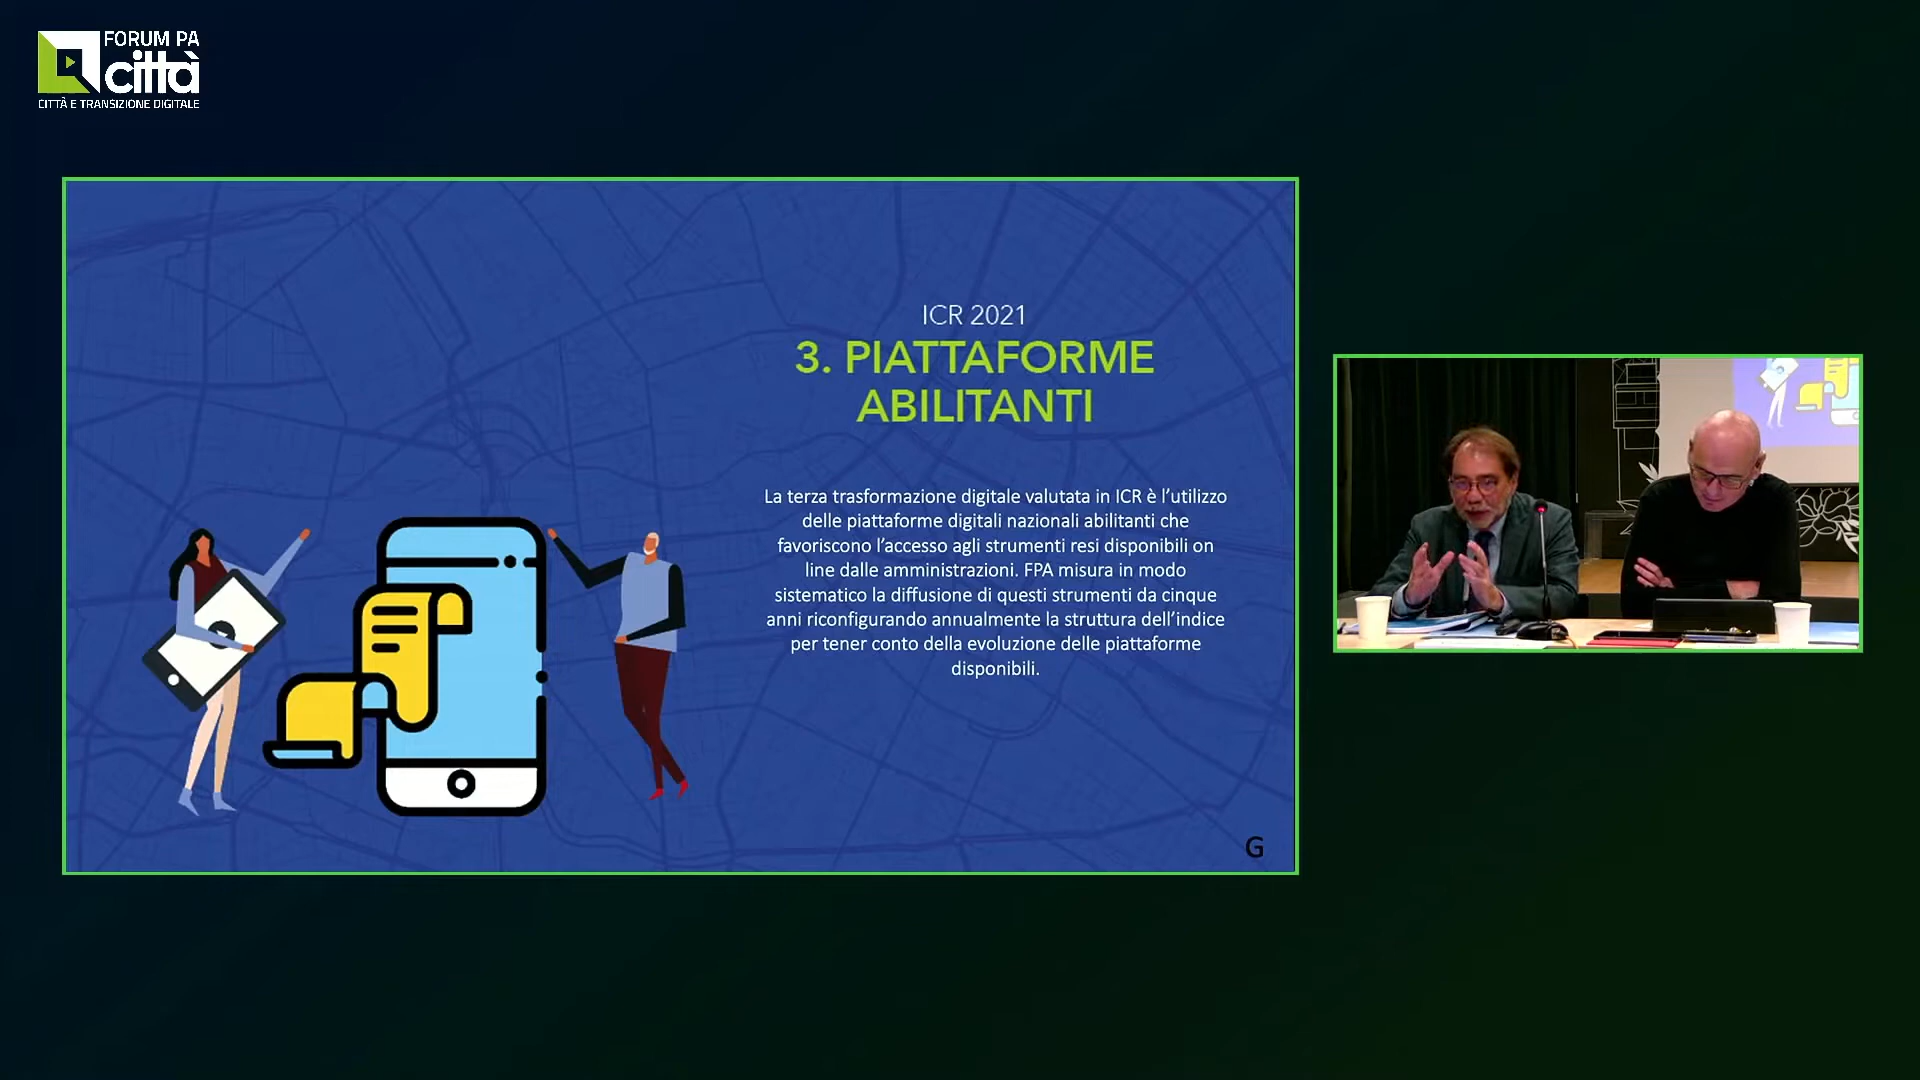 FORUM PA
città
CITTÀ E TRANSIZIONE DIGITALE
ICR 2021
3. PIATTAFORME
ABILITANTI
La terza trasformazione digitale valutata in ICR è l’utilizzo
delle piattaforme digitali nazionali abilitanti che
favoriscono l’accesso agli strumenti resi disponibili on
line dalle amministrazioni. FPA misura in modo
sistematico la diffusione di questi strumenti da cinque
anni riconfigurando annualmente la struttura dell’indice
per tener conto della evoluzione delle piattaforme
disponibili.
G